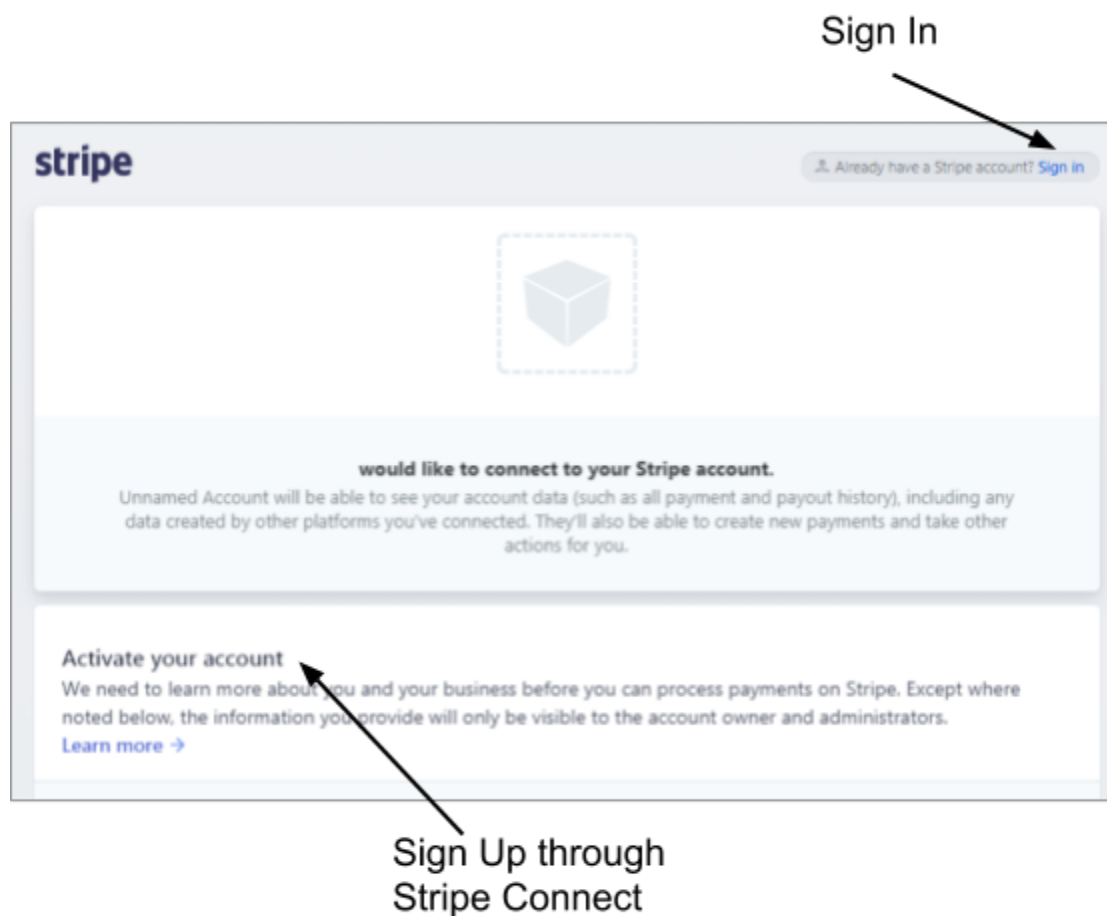 Sign In
stripe
Already have a Stripe account? Sign in
would like to connect to your Stripe account.
Unnamed Account will be able to see your account data (such as all payment and payout history), including any
data created by other platforms you've connected. They'll also be able to create new payments and take other
actions for you.
Activate your account
We need to learn more about you and your business before you can process payments on Stripe. Except where
noted below, the information you provide will only be visible to the account owner and administrators.
Learn more →
Sign Up through
Stripe Connect